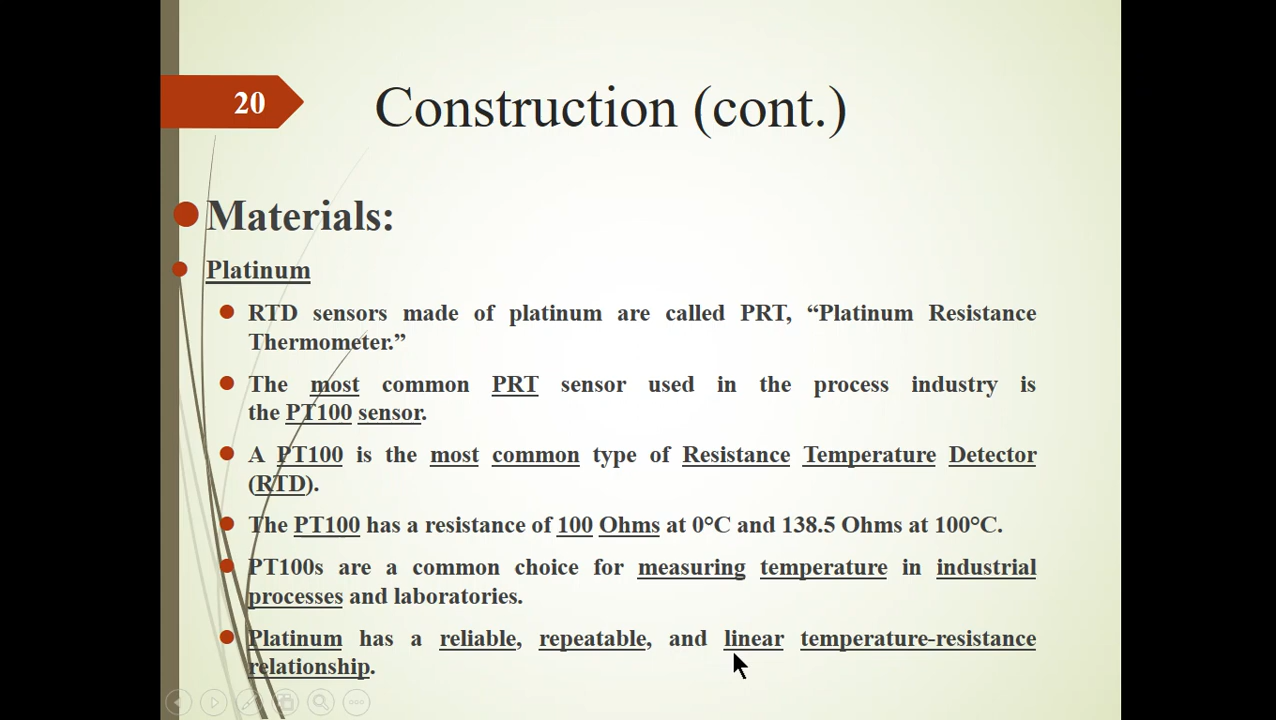 20
Construction (cont.)
Materials:
Platinum
RTD sensors made of platinum are called PRT, “Platinum Resistance
Thermometer.”
The most common PRT sensor used in the process industry is
the PT100 sensor.
A PT100 is the most common type of Resistance Temperature Detector
(RTD).
The PT100 has a resistance of 100 Ohms at 0°C and 138.5 Ohms at 100°C.
PT100s are a common choice for measuring temperature in industrial
processes and laboratories.
Platinum has a reliable, repeatable, and linear temperature-resistance
relationship.